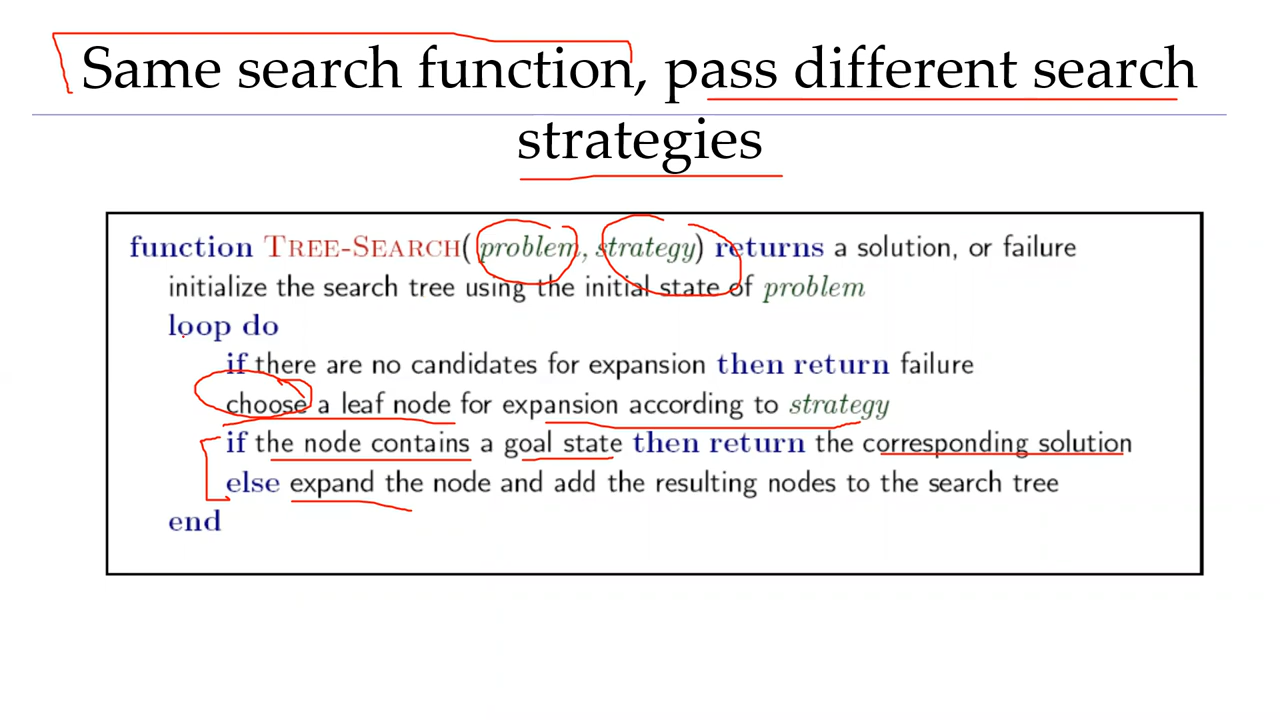 Same search function, pass different search
strategies
function TREE-SEARCH(problem, strategy) returns a solution, or failure
initialize the search tree using the initial state of problem
loop do
if there are no candidates for expansion then return failure
choose a leaf node for expansion according to strategy
if the node contains a goal state then return the corresponding solution
else expand the node and add the resulting nodes to the search tree
end